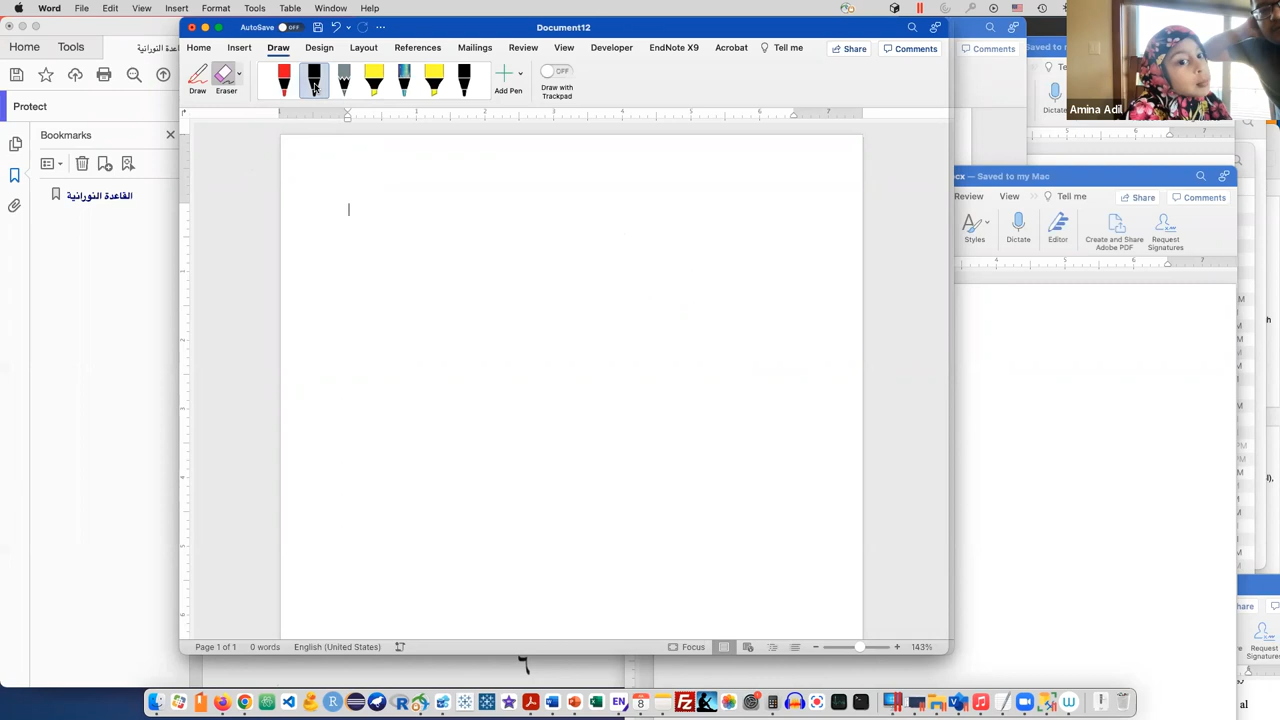 Word File Edit View Insert Format Tools Table Window Help
AutoSave OFF Document12
Home Tools
Home Insert Draw Design Layout References Mailings Review View Developer EndNote X9 Acrobat Tell me Share Comments
Comments
Draw Eraser Add Pen OFF Draw with Trackpad
Amina Adil
Protect
Bookmarks
القاعدة النورانية
— Saved to my Mac
Review View Tell me Share Comments
Styles Dictate Editor Create and Share Adobe PDF Request Signatures
Page 1 of 1 0 words English (United States) Focus 143%